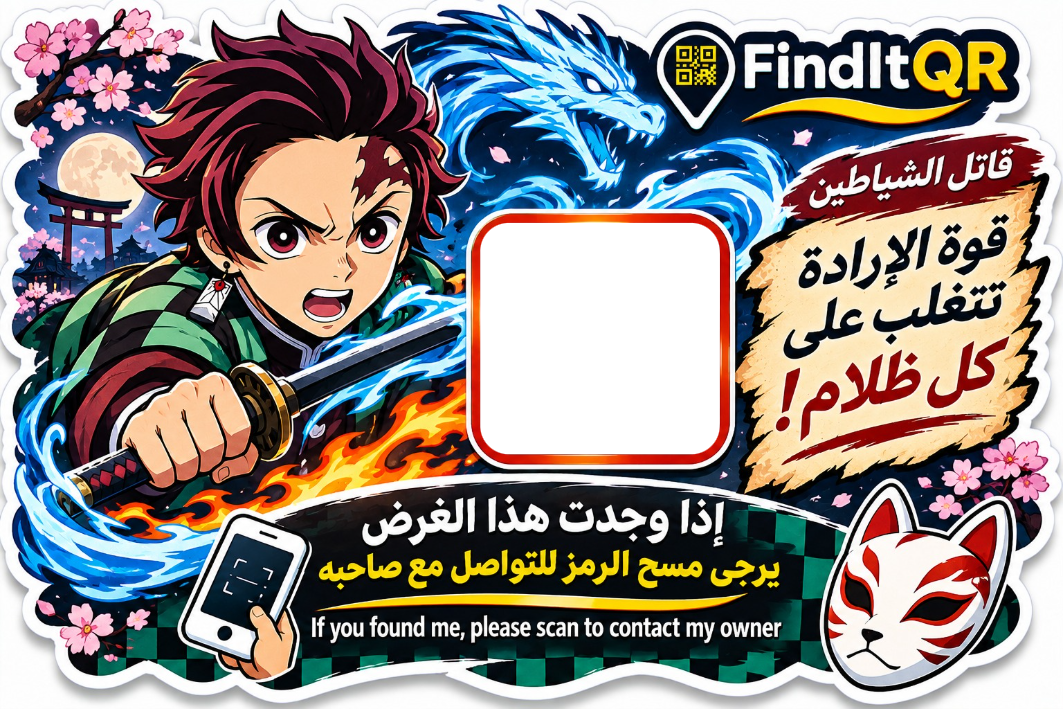 FindItQR
قاتل الشياطين
قوة الإرادة
تتغلب على
كل ظلام!
إذا وجدت هذا الغرض
يرجى مسح الرمز للتواصل مع صاحبه
If you found me, please scan to contact my owner